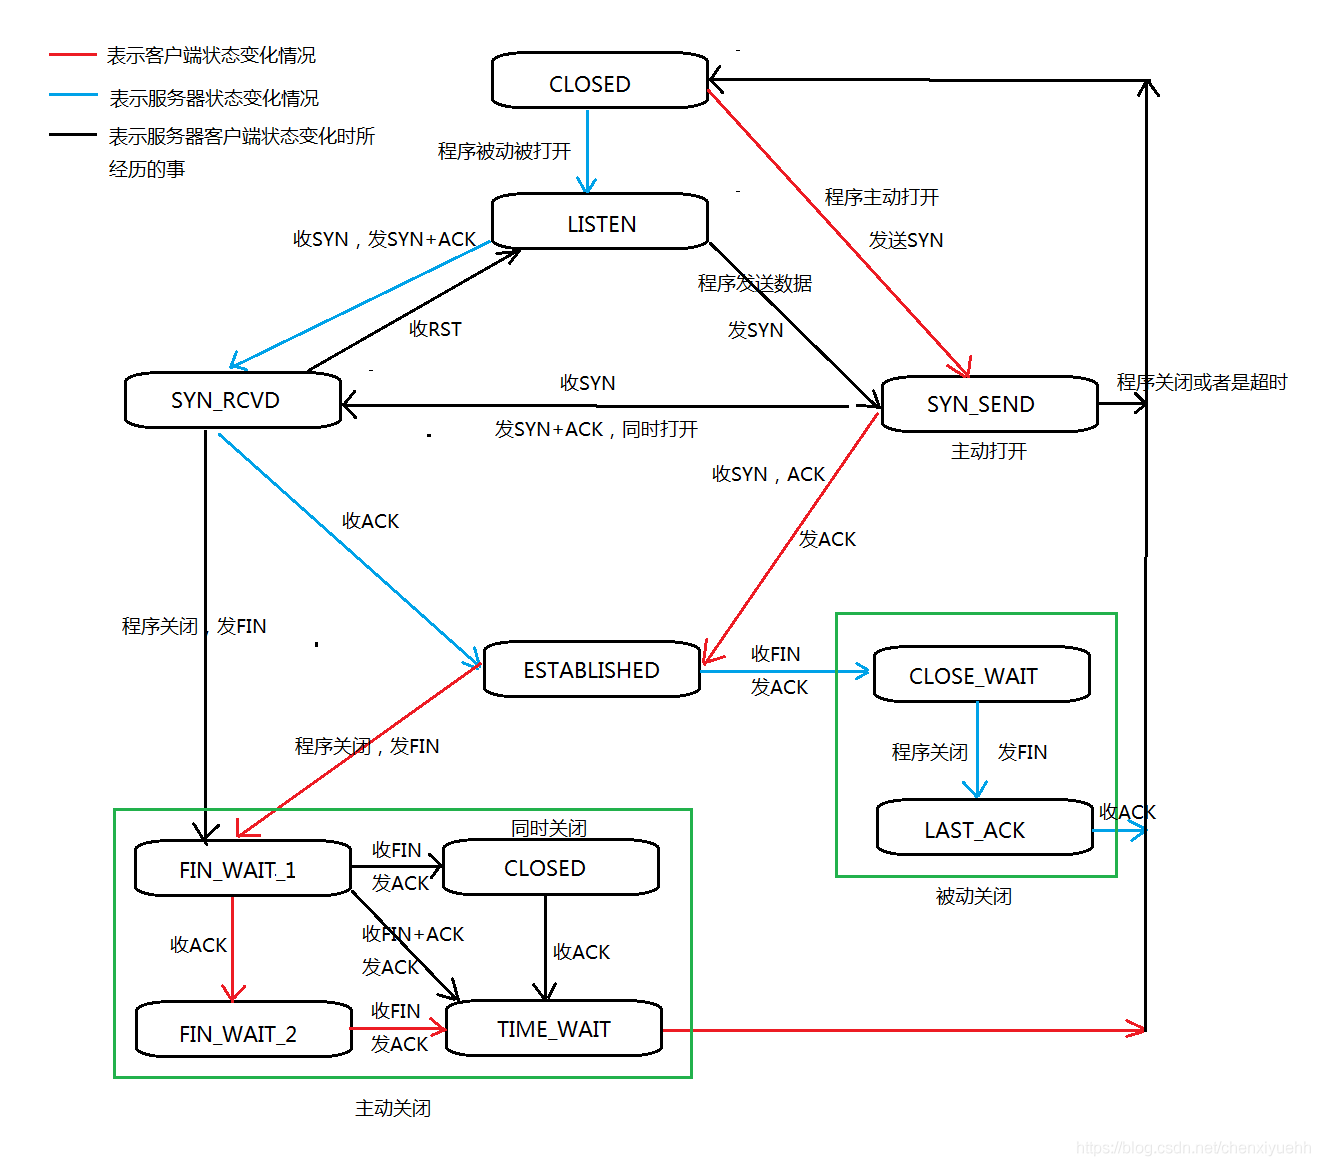 表示客户端状态变化情况
表示服务器状态变化情况
表示服务器客户端状态变化时所
经历的事
CLOSED
程序被动被打开
程序主动打开
发送SYN
LISTEN
收SYN，发SYN+ACK
程序发送数据
收RST
发SYN
SYN_RCVD
收SYN
发SYN+ACK，同时打开
SYN_SEND
程序关闭或者是超时
主动打开
收SYN，ACK
收ACK
发ACK
程序关闭，发FIN
ESTABLISHED
收FIN
发ACK
CLOSE_WAIT
程序关闭，发FIN
程序关闭
发FIN
LAST_ACK
收ACK
被动关闭
同时关闭
FIN_WAIT_1
收FIN
发ACK
CLOSED
收ACK
收FIN+ACK
发ACK
收ACK
FIN_WAIT_2
收FIN
发ACK
TIME_WAIT
主动关闭
https://blog.csdn.net/chenxiyuehh